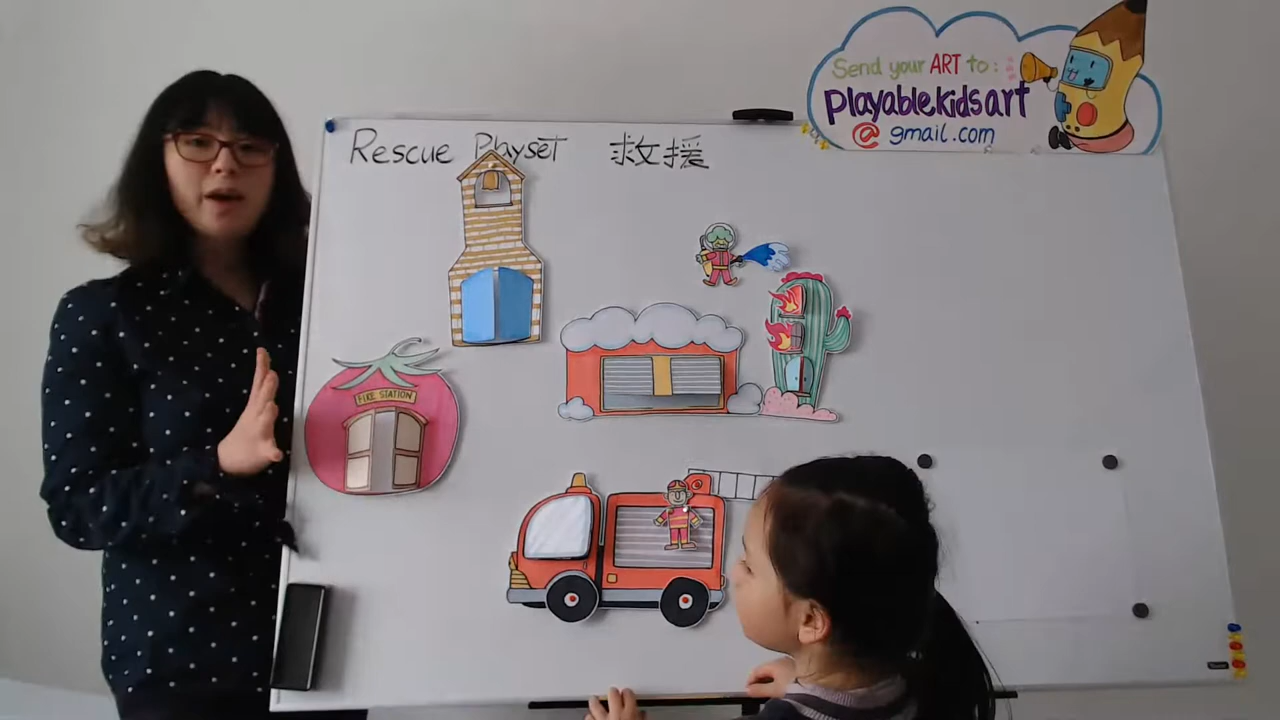 Rescue Playset 救援
Send your ART to:
playablekidsart
@ gmail.com
FIRE STATION